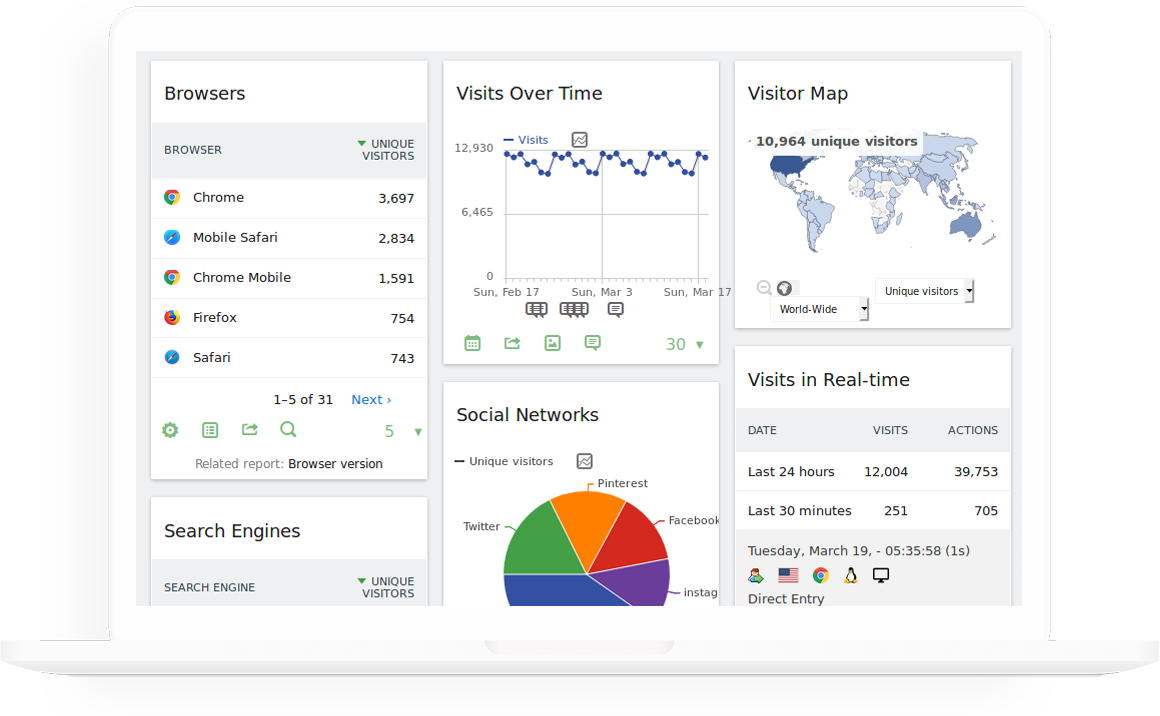 Browsers
BROWSER
UNIQUE
VISITORS
Chrome 3,697
Mobile Safari 2,834
Chrome Mobile 1,591
Firefox 754
Safari 743
1–5 of 31 Next ›
5
Related report: Browser version
Search Engines
SEARCH ENGINE
UNIQUE
VISITORS
Visits Over Time
Visits
12,930
6,465
0
Sun, Feb 17 Sun, Mar 3 Sun, Mar 17
30
Social Networks
Unique visitors
Pinterest
Facebook
Twitter
instag
Visitor Map
10,964 unique visitors
Unique visitors
World-Wide
Visits in Real-time
DATE VISITS ACTIONS
Last 24 hours 12,004 39,753
Last 30 minutes 251 705
Tuesday, March 19, - 05:35:58 (1s)
Direct Entry